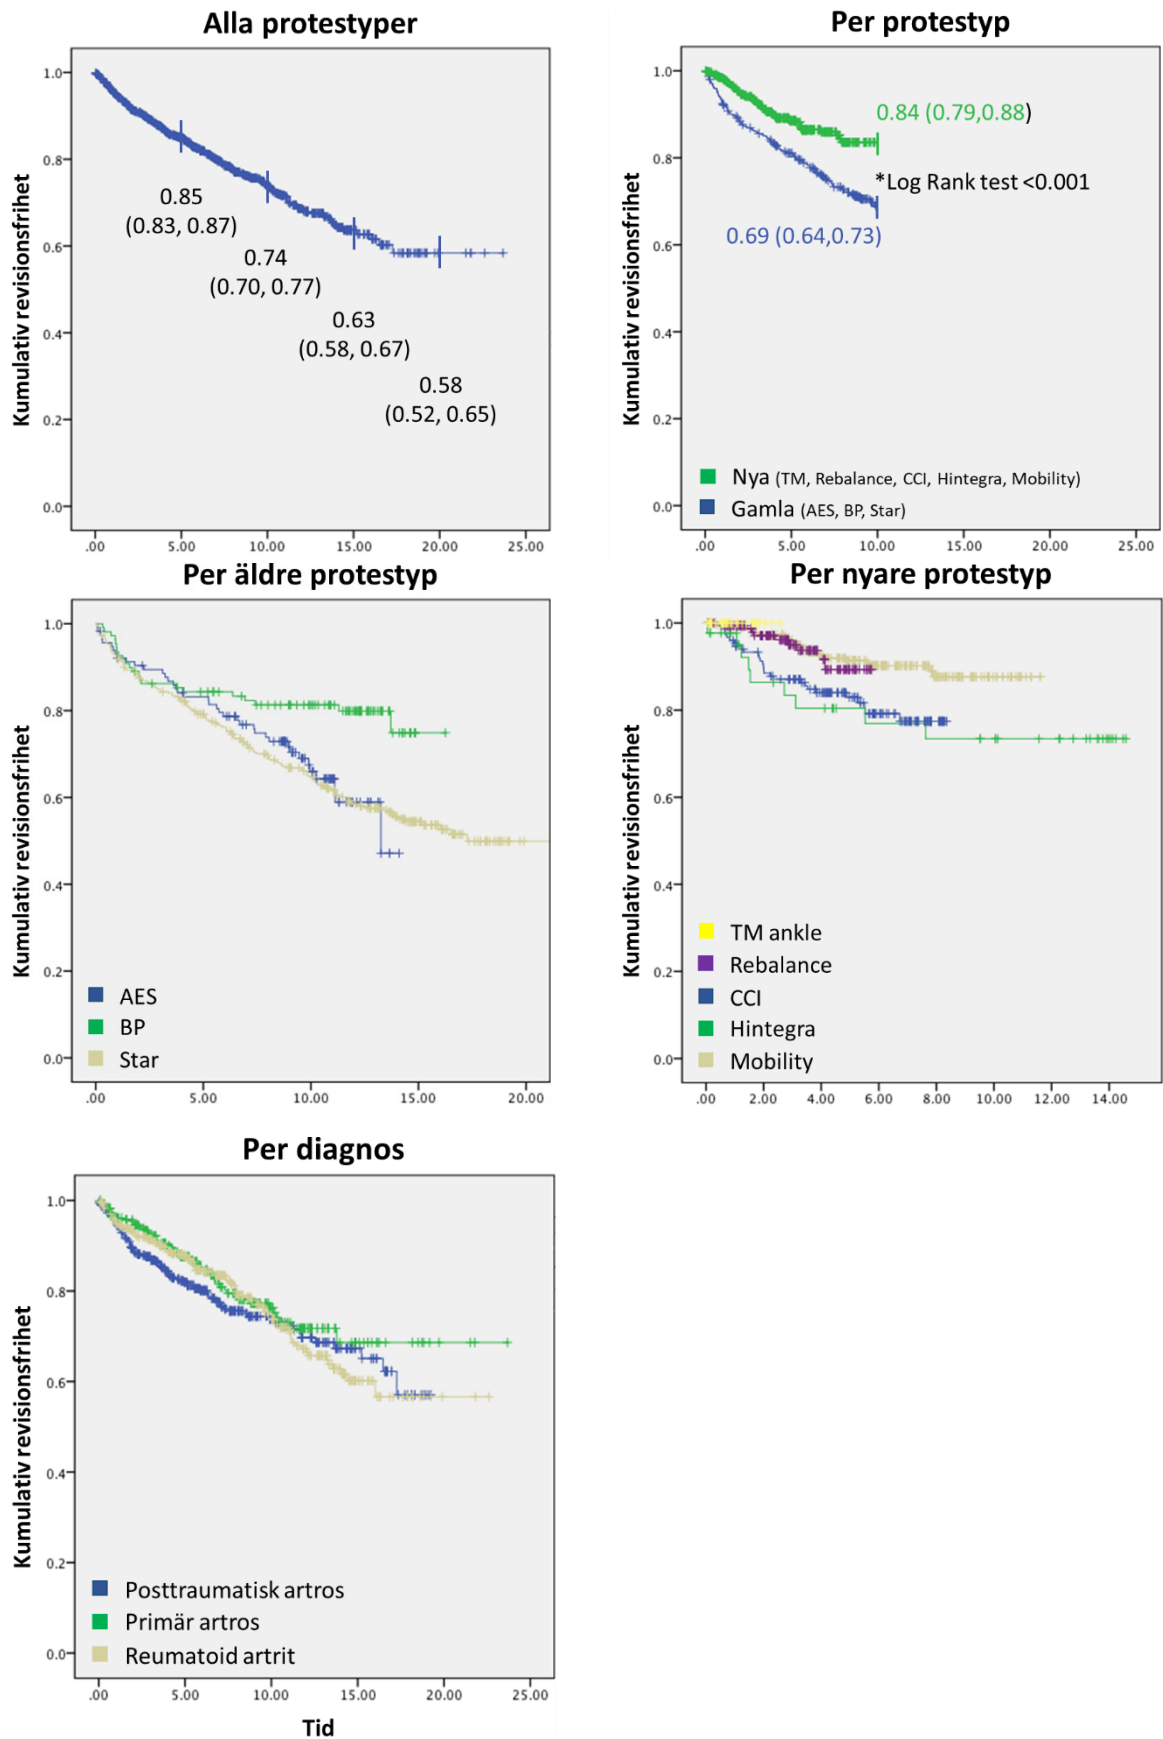 Alla protestyper
Kumulativ revisionsfrihet
1.0
0.8
0.6
0.4
0.2
0.0
0.85
(0.83, 0.87)
0.74
(0.70, 0.77)
0.63
(0.58, 0.67)
0.58
(0.52, 0.65)
.00 5.00 10.00 15.00 20.00 25.00
Per protestyp
Kumulativ revisionsfrihet
1.0
0.8
0.6
0.4
0.2
0.0
0.84 (0.79,0.88)
*Log Rank test <0.001
0.69 (0.64,0.73)
Nya (TM, Rebalance, CCI, Hintegra, Mobility)
Gamla (AES, BP, Star)
.00 5.00 10.00 15.00 20.00 25.00
Per äldre protestyp
Kumulativ revisionsfrihet
1.0
0.8
0.6
0.4
0.2
0.0
AES
BP
Star
.00 5.00 10.00 15.00 20.00
Per nyare protestyp
Kumulativ revisionsfrihet
1.0
0.8
0.6
0.4
0.2
0.0
TM ankle
Rebalance
CCI
Hintegra
Mobility
.00 2.00 4.00 6.00 8.00 10.00 12.00 14.00
Per diagnos
Kumulativ revisionsfrihet
1.0
0.8
0.6
0.4
0.2
0.0
Posttraumatisk artros
Primär artros
Reumatoid artrit
.00 5.00 10.00 15.00 20.00 25.00
Tid